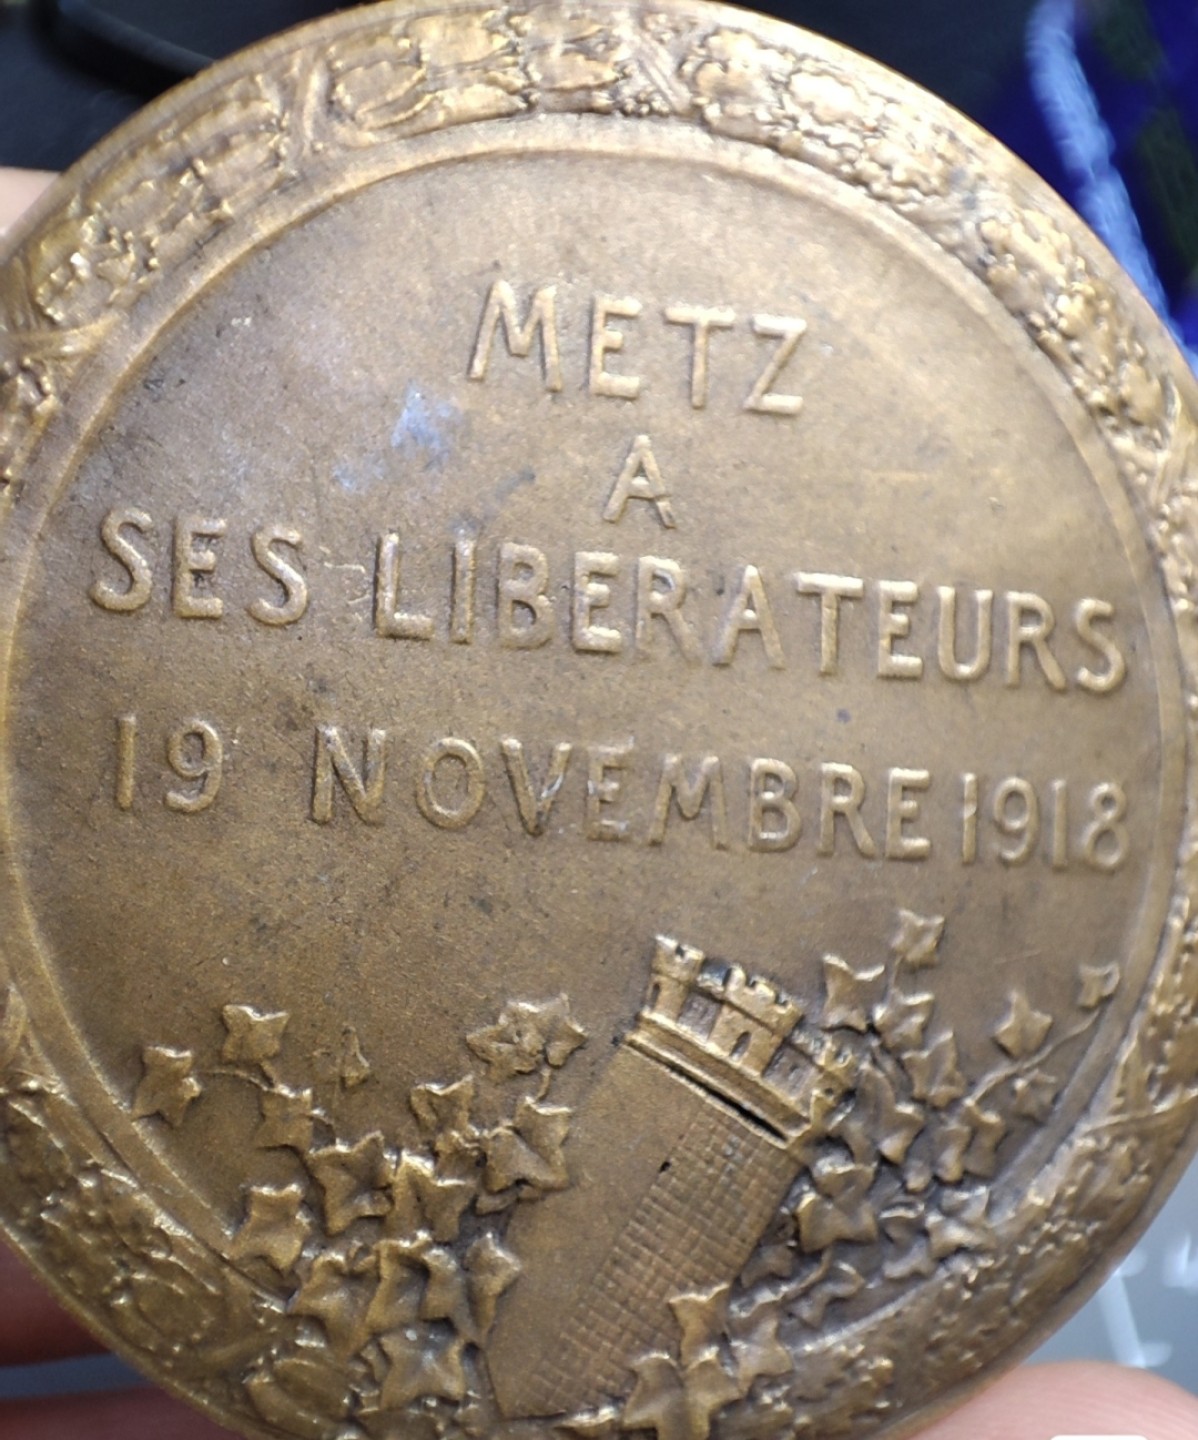 METZ
A
SES LIBERATEURS
19 NOVEMBRE 1918